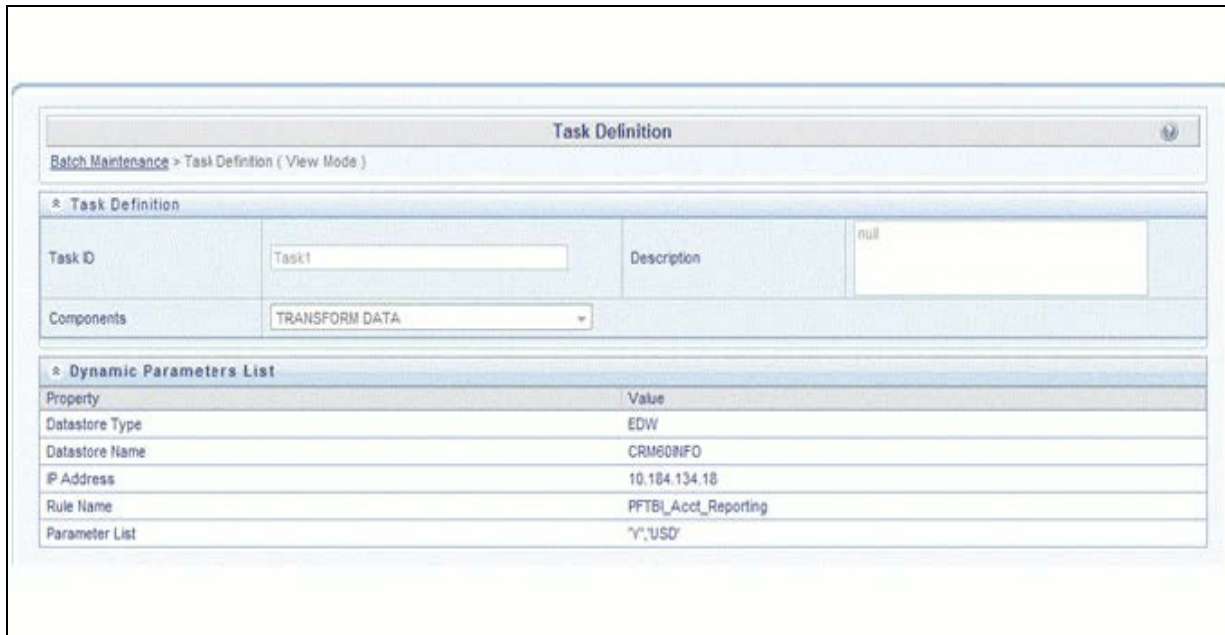 Task Definition
Batch Maintenance > Task Definition ( View Mode )
Task Definition
Task ID
Task1
Description
null
Components
TRANSFORM DATA
Dynamic Parameters List
Property Value
Datastore Type EDW
Datastore Name CRM60INFO
IP Address 10.184.134.18
Rule Name PFTBI_Acct_Reporting
Parameter List "Y",'USD'